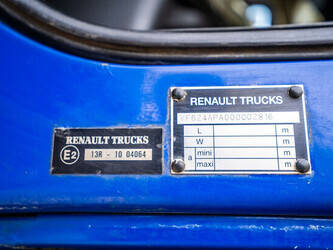 RENAULT TRUCKS
VF624APA000002816
L m
W m
a mini m
maxi m
RENAULT TRUCKS
E2 13R - 10 04064